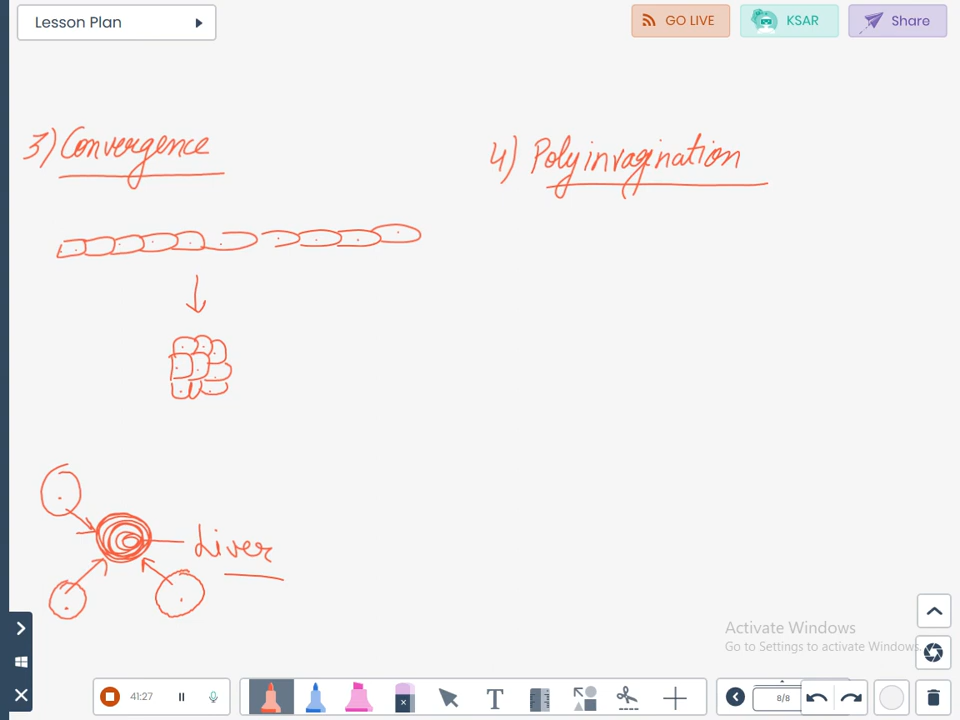 Lesson Plan
GO LIVE
KSAR
Share
3) Convergence
4) Polyinvagination
Liver
Activate Windows
Go to Settings to activate Windows.
41:27
T
8/8